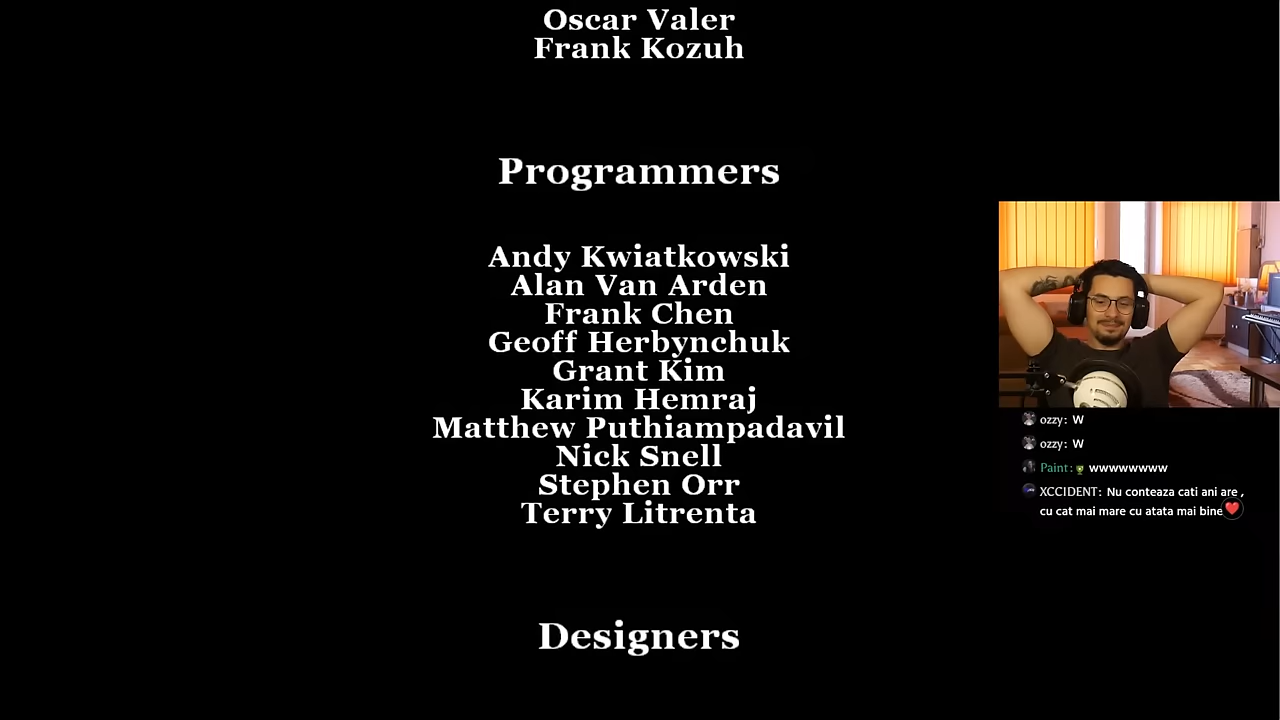 Oscar Valer
Frank Kozuh
Programmers
Andy Kwiatkowski
Alan Van Arden
Frank Chen
Geoff Herbynchuk
Grant Kim
Karim Hemraj
Matthew Puthiampadavil
Nick Snell
Stephen Orr
Terry Litrenta
Designers
ozzy: W
ozzy: W
Paint: wwwwwwww
XCCIDENT: Nu conteaza cati ani are ,
cu cat mai mare cu atata mai bine